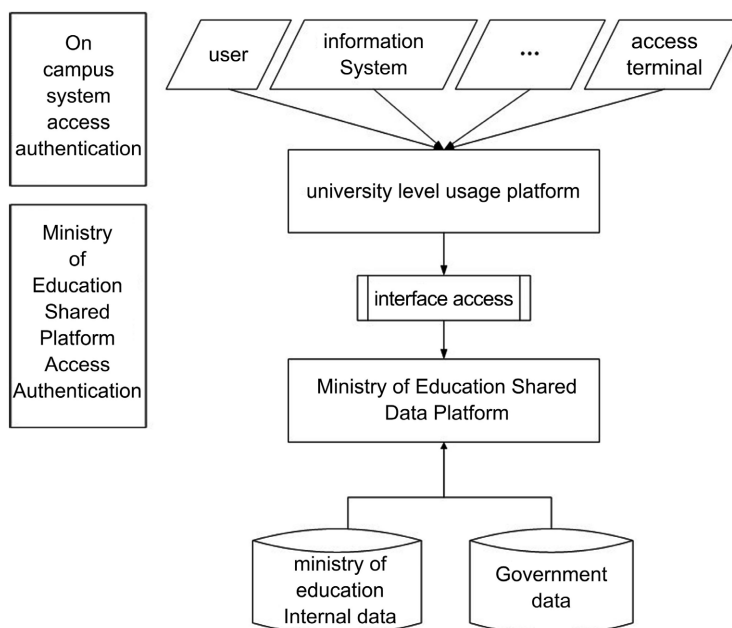 On
campus
system
access
authentication
user
information
System
...
access
terminal
university level usage platform
Ministry
of
Education
Shared
Platform
Access
Authentication
interface access
Ministry of Education Shared
Data Platform
ministry of
education
Internal data
Government
data